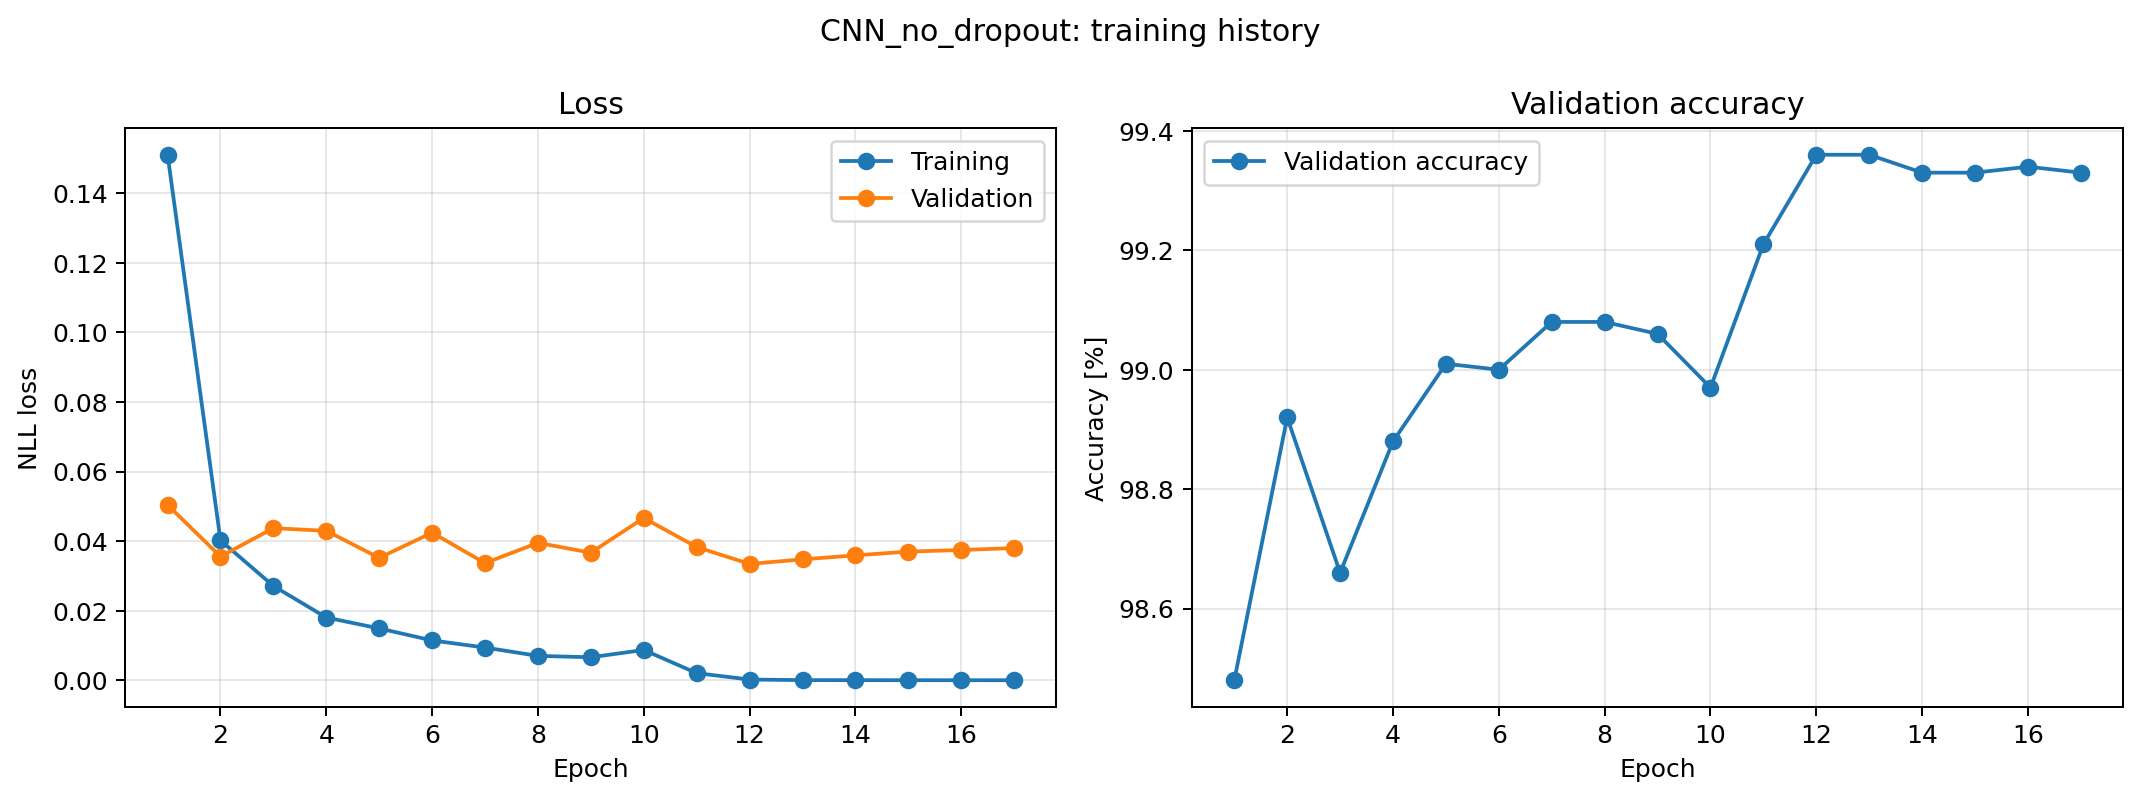 CNN_no_dropout: training history
Loss
Training
Validation
0.14
0.12
0.10
0.08
0.06
0.04
0.02
0.00
NLL loss
2 4 6 8 10 12 14 16
Epoch
Validation accuracy
Validation accuracy
99.4
99.2
99.0
98.8
98.6
Accuracy [%]
2 4 6 8 10 12 14 16
Epoch